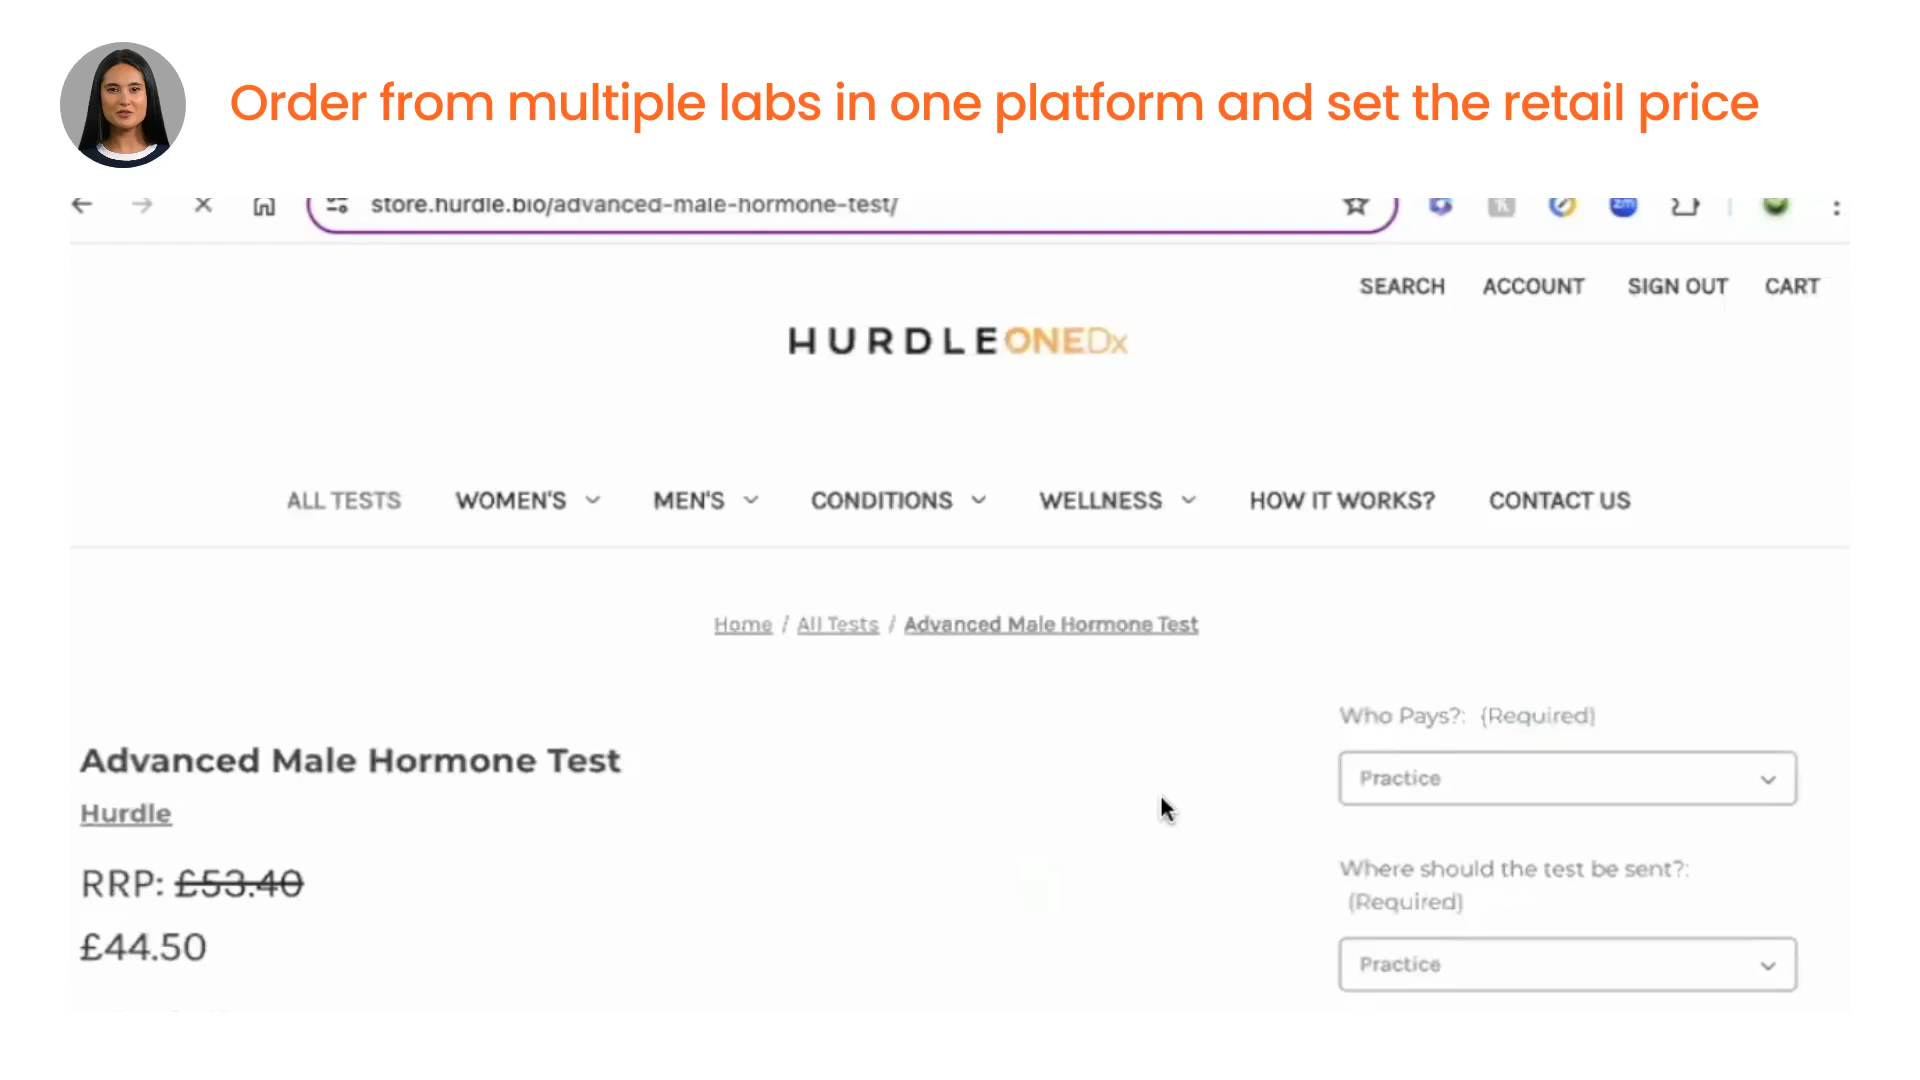 Order from multiple labs in one platform and set the retail price
store.hurdle.bio/advanced-male-hormone-test/
zm
SEARCH ACCOUNT SIGN OUT CART
HURDLEONEDx
ALL TESTS WOMEN'S MEN'S CONDITIONS WELLNESS HOW IT WORKS? CONTACT US
Home / All Tests / Advanced Male Hormone Test
Who Pays?: (Required)
Practice
Advanced Male Hormone Test
Hurdle
RRP: £53.40
£44.50
Where should the test be sent?:
(Required)
Practice